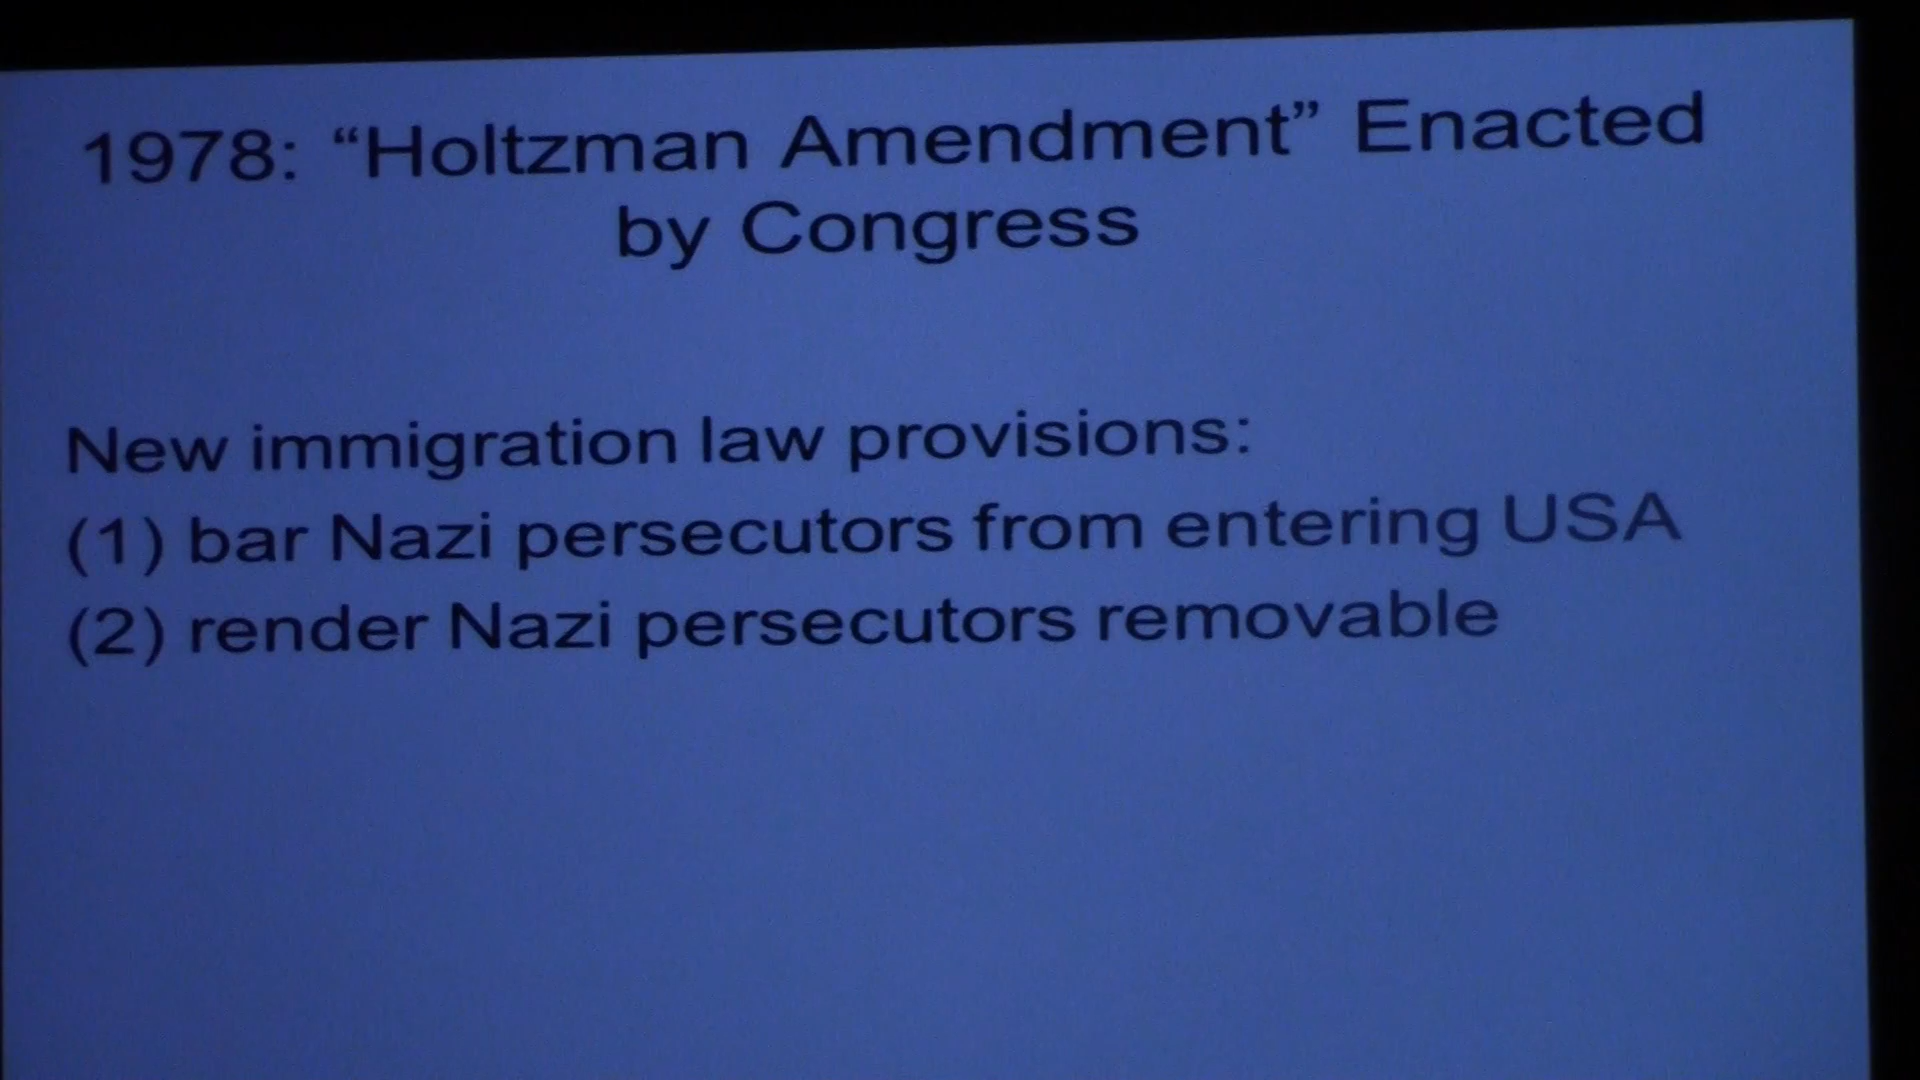 1978: “Holtzman Amendment” Enacted
by Congress
New immigration law provisions:
(1) bar Nazi persecutors from entering USA
(2) render Nazi persecutors removable